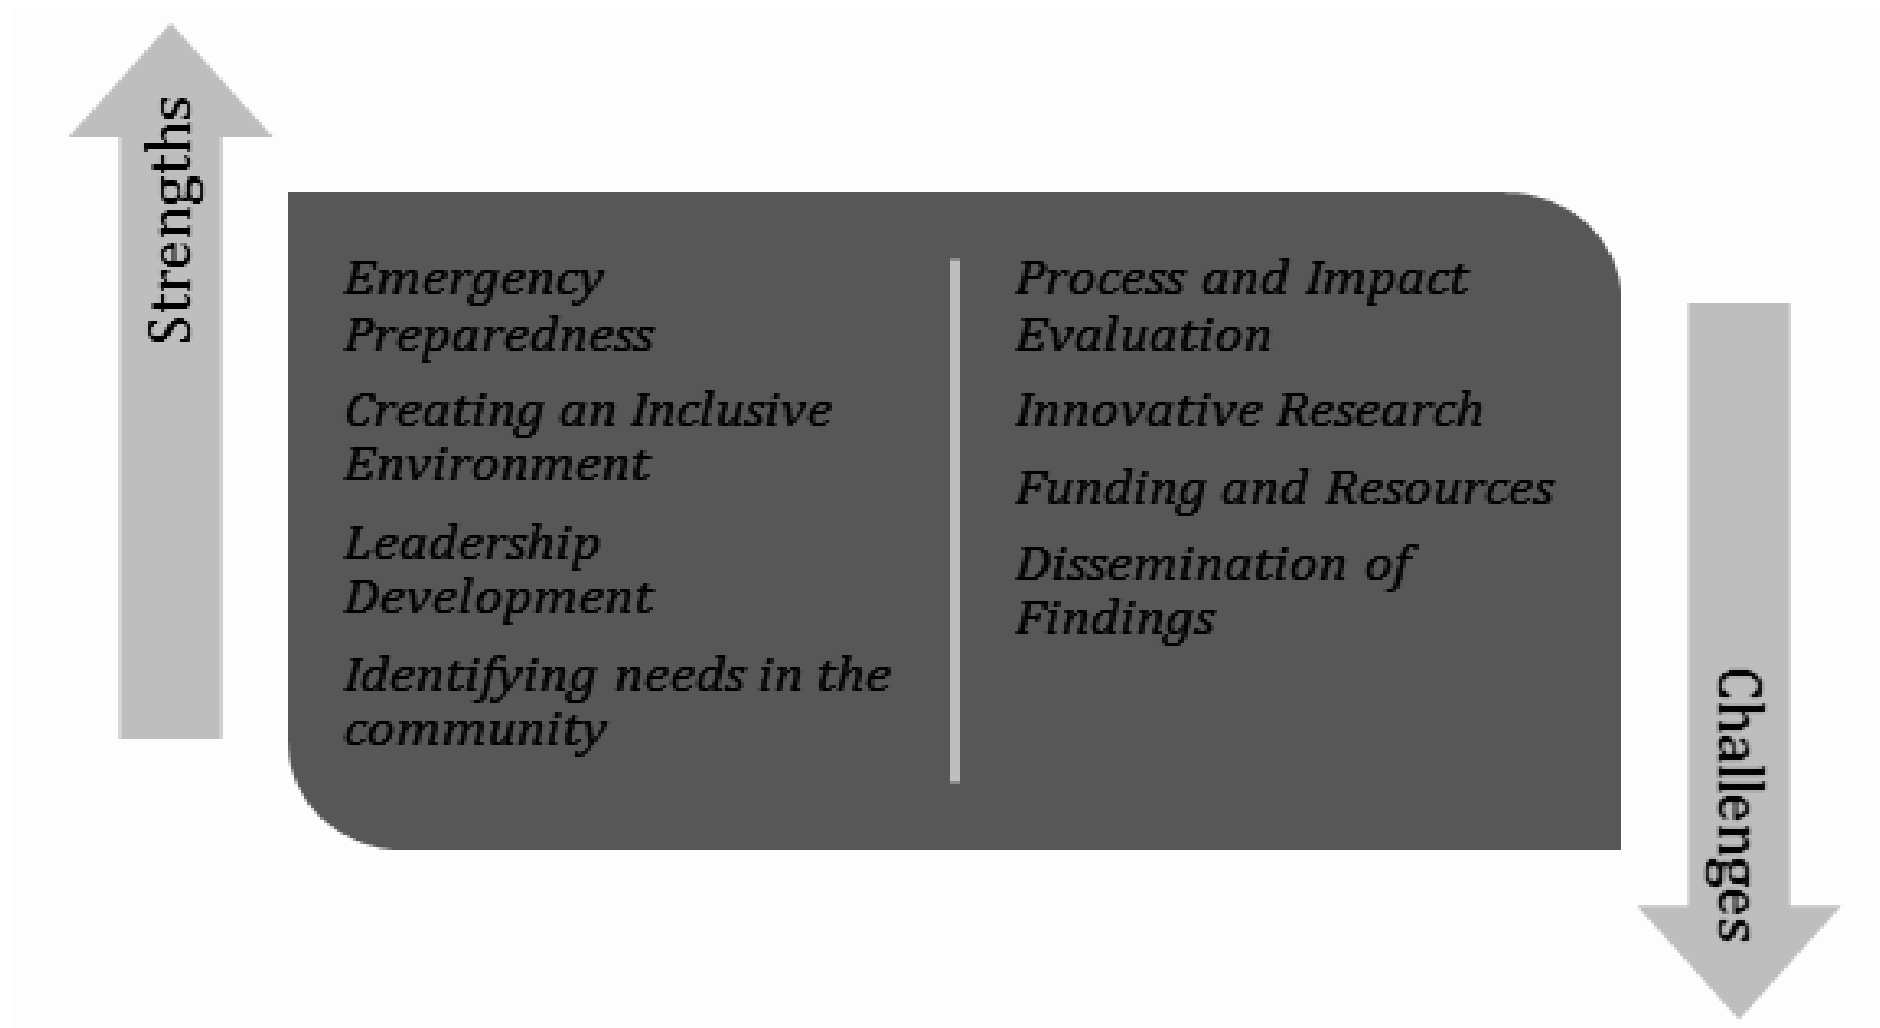 Strengths
Emergency
Preparedness
Creating an Inclusive
Environment
Leadership
Development
Identifying needs in the
community
Process and Impact
Evaluation
Innovative Research
Funding and Resources
Dissemination of
Findings
Challenges